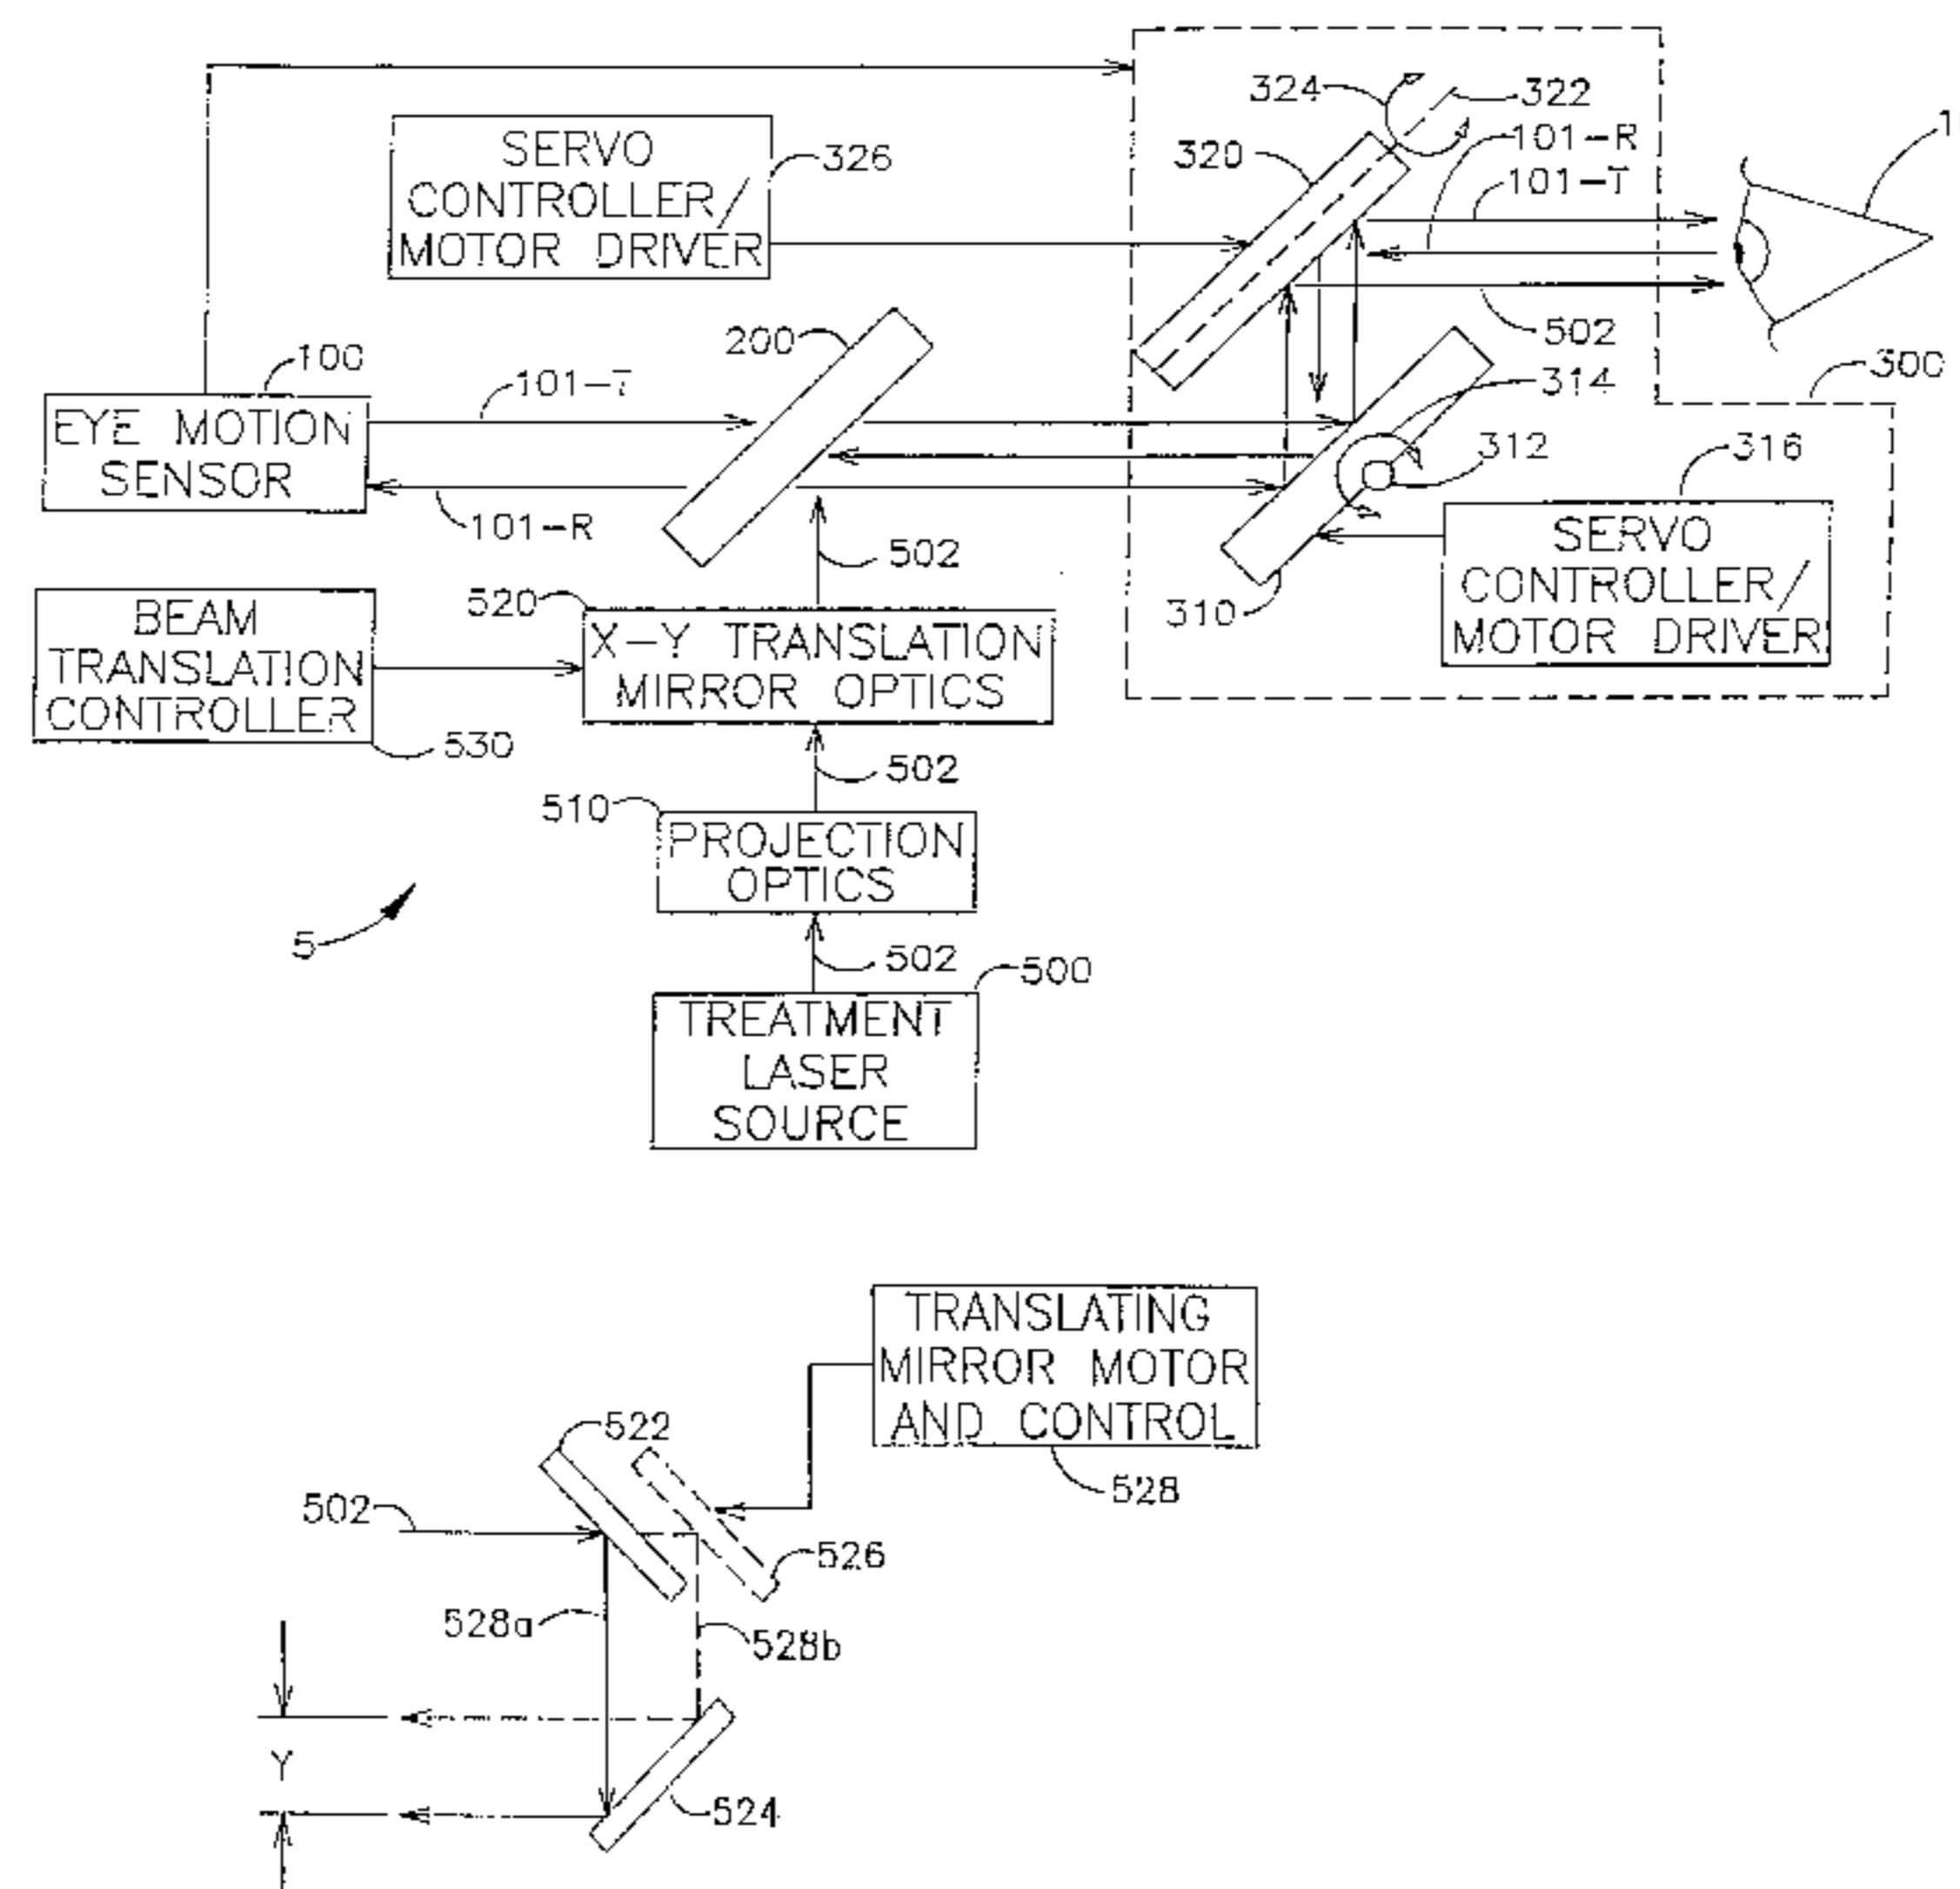 324
322
101-R
1
SERVO
CONTROLLER/
MOTOR DRIVER
326
320
101-T
502
200
300
100
314
EYE MOTION
SENSOR
101-T
312
316
101-R
SERVO
CONTROLLER/
MOTOR DRIVER
310
502
BEAM
TRANSLATION
CONTROLLER
530
520
X-Y TRANSLATION
MIRROR OPTICS
502
510
PROJECTION
OPTICS
5
502
500
TREATMENT
LASER
SOURCE
TRANSLATING
MIRROR MOTOR
AND CONTROL
528
522
502
526
528a
528b
Y
524